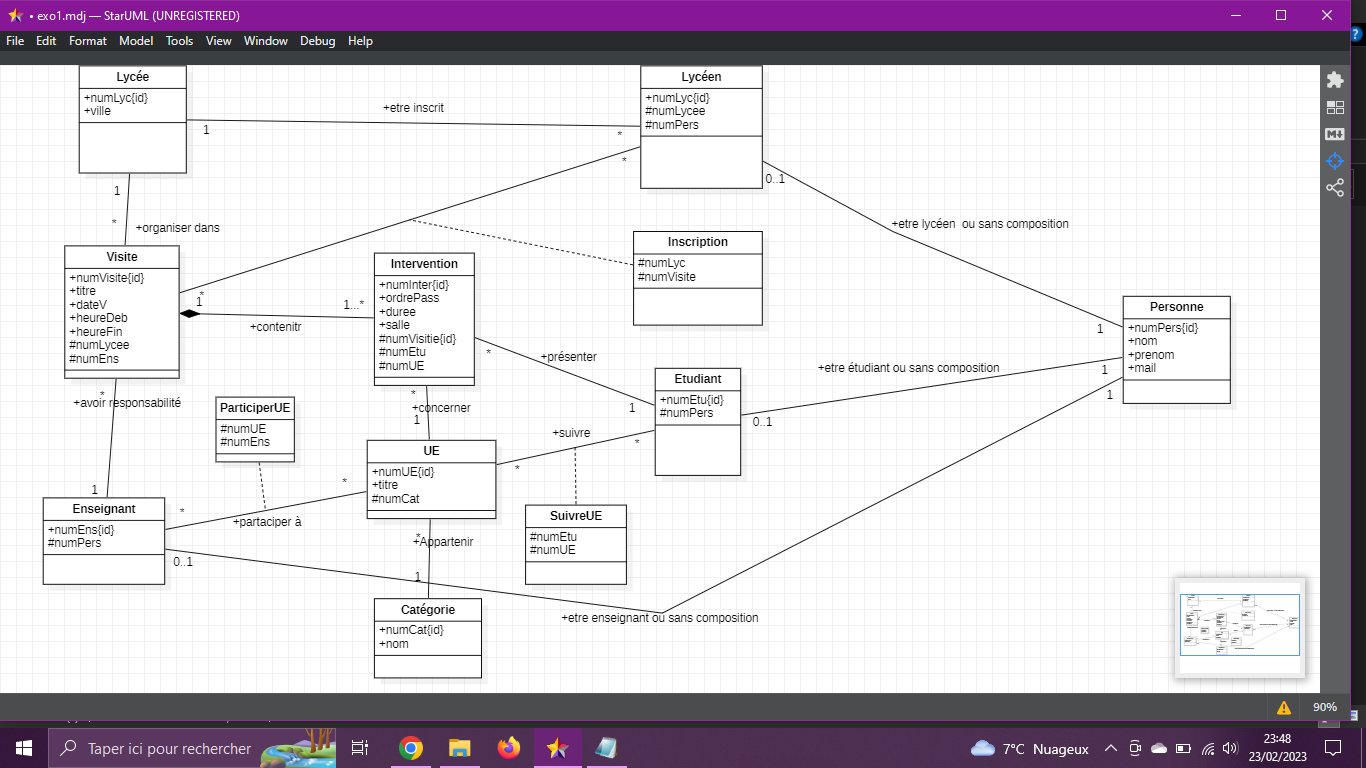 • exo1.mdj — StarUML (UNREGISTERED)
File Edit Format Model Tools View Window Debug Help
Lycée
+numLyc{id}
+ville
Lycéen
+numLyc{id}
#numLycee
#numPers
+etre inscrit
1
*
*
0..1
1
*
+organiser dans
+etre lycéen ou sans composition
Visite
+numVisite{id}
+titre
+dateV
+heureDeb
+heureFin
#numLycee
#numEns
*
1
1...*
+contenitr
Intervention
+numInter{id}
+ordrePass
+duree
+salle
#numVisitie{id}
#numEtu
#numUE
Inscription
#numLyc
#numVisite
Personne
+numPers{id}
+nom
+prenom
+mail
1
1
1
*
+présenter
1
+etre étudiant ou sans composition
0..1
Etudiant
+numEtu{id}
#numPers
*
+avoir responsabilité
1
ParticiperUE
#numUE
#numEns
*
+concerner
1
+suivre
*
*
UE
+numUE{id}
+titre
#numCat
*
*
+partaciper à
Enseignant
+numEns{id}
#numPers
0..1
SuivreUE
#numEtu
#numUE
*
+Appartenir
1
Catégorie
+numCat{id}
+nom
+etre enseignant ou sans composition
90%
Taper ici pour rechercher
7°C Nuageux
23:48
23/02/2023